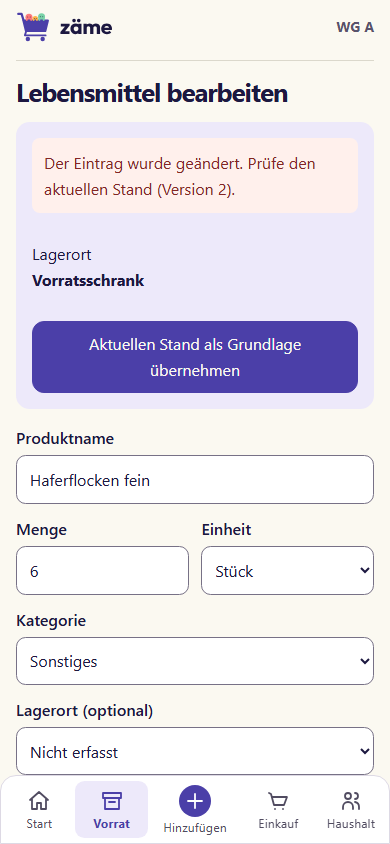 zäme
WG A
Lebensmittel bearbeiten
Der Eintrag wurde geändert. Prüfe den
aktuellen Stand (Version 2).
Lagerort
Vorratsschrank
Aktuellen Stand als Grundlage
übernehmen
Produktname
Haferflocken fein
Menge
Einheit
6
Stück
Kategorie
Sonstiges
Lagerort (optional)
Nicht erfasst
Start
Vorrat
Hinzufügen
Einkauf
Haushalt